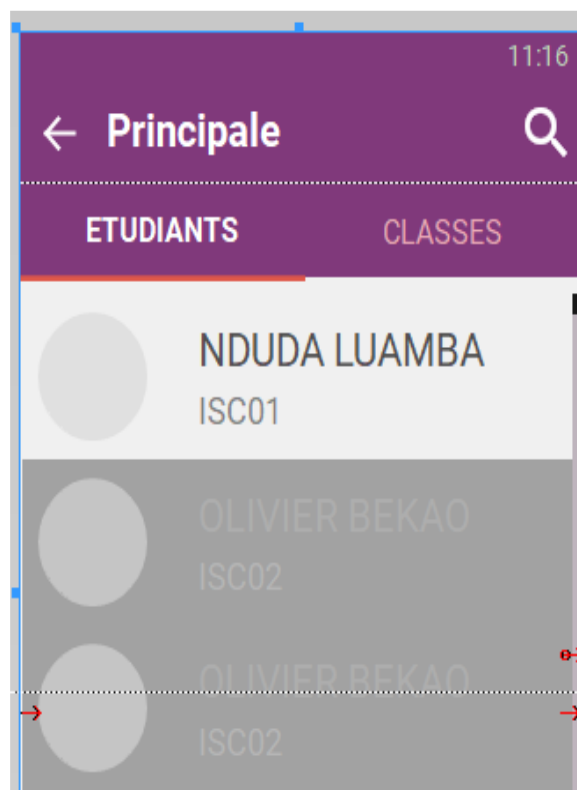 11:16
Principale
ETUDIANTS CLASSES
NDUDA LUAMBA
ISC01
OLIVIER BEKAO
ISC02
OLIVIER BEKAO
ISC02